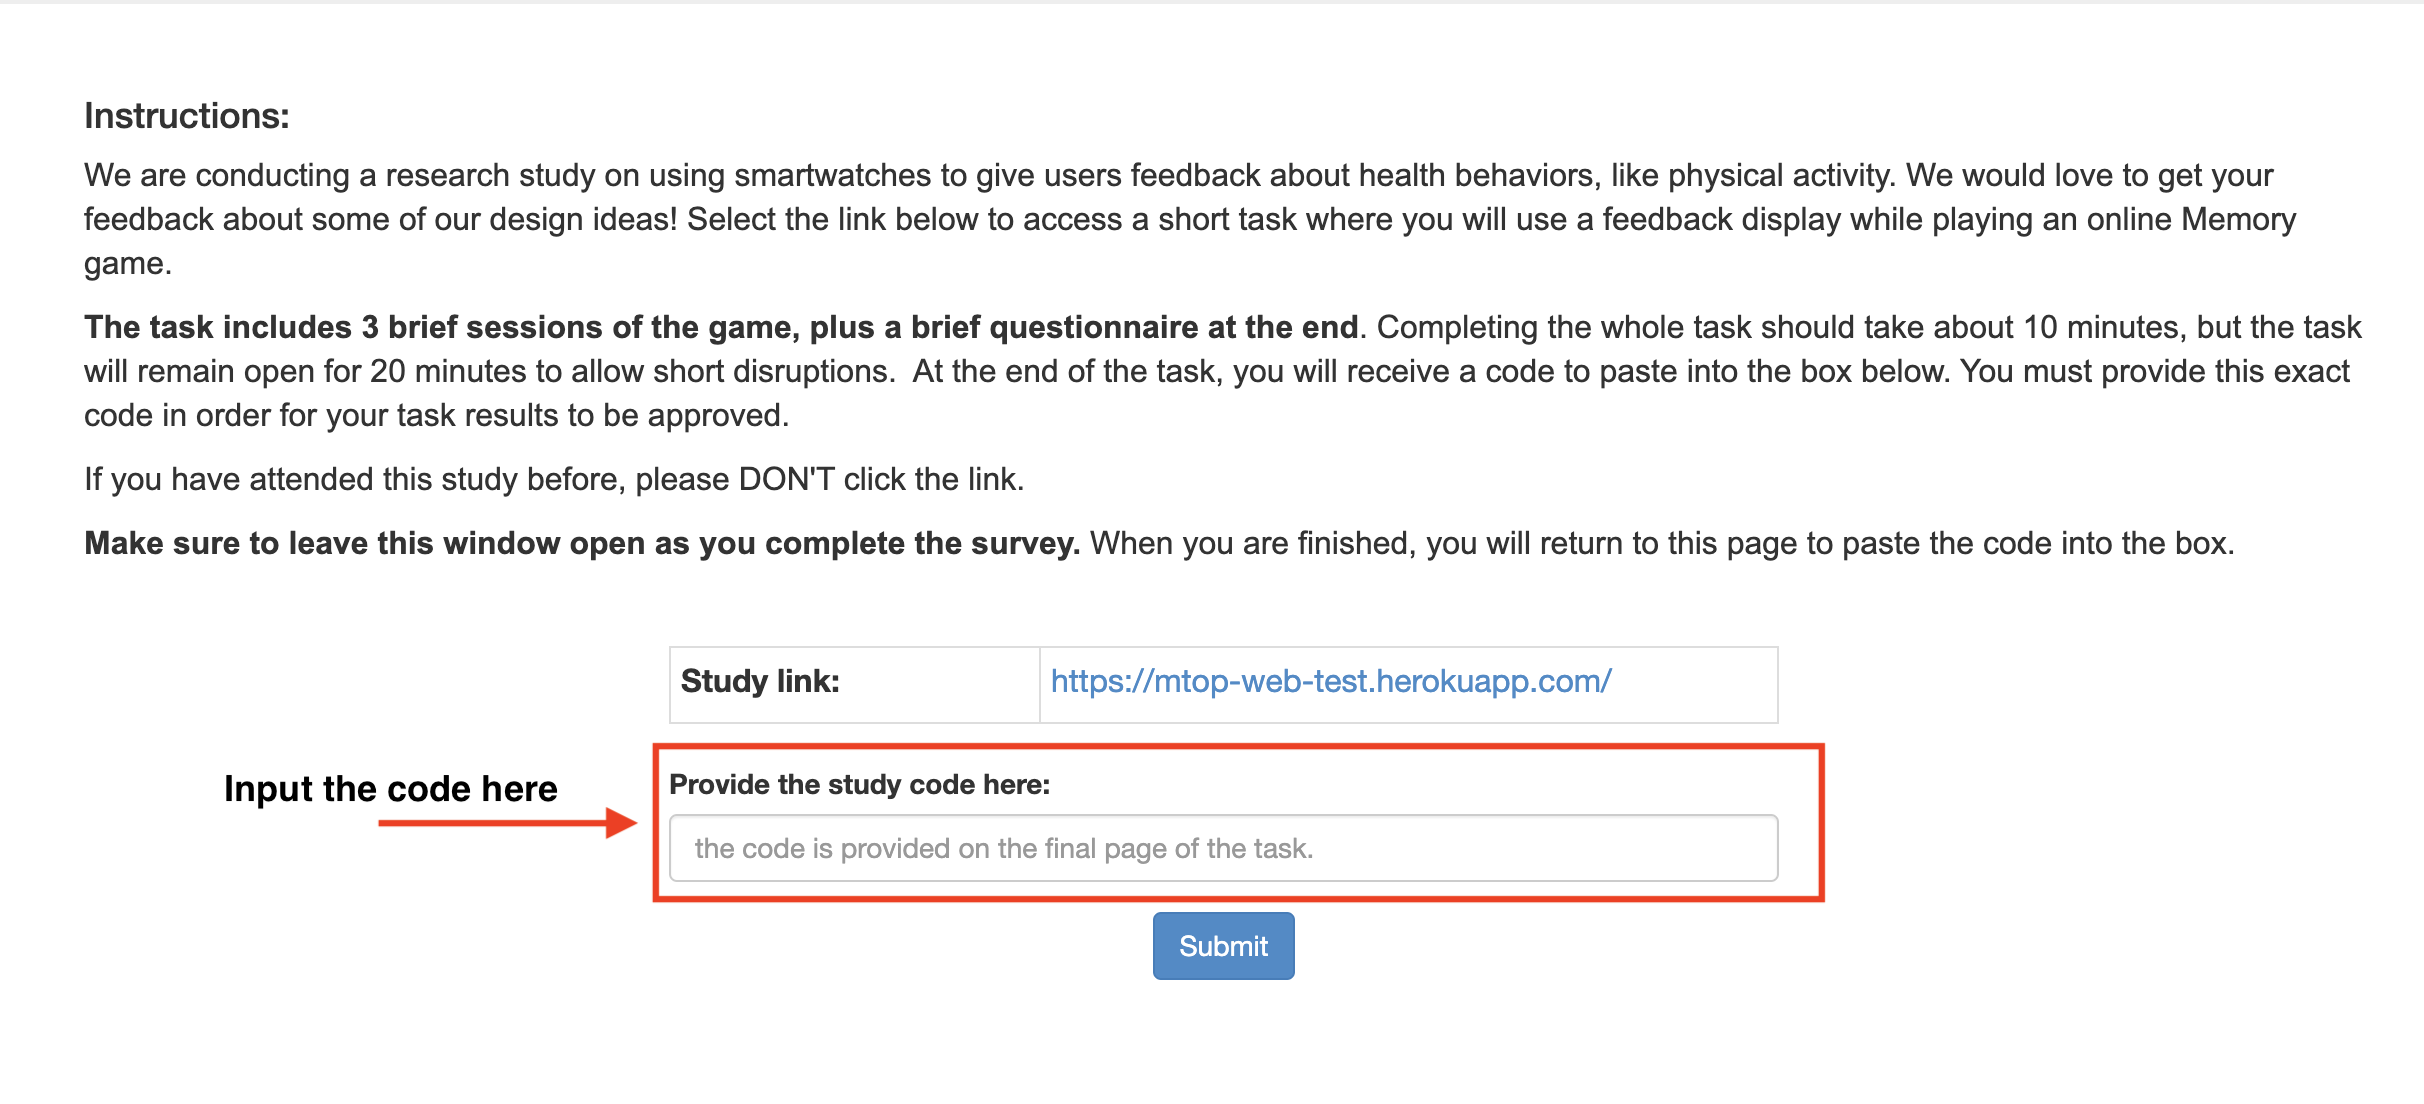 Instructions:
We are conducting a research study on using smartwatches to give users feedback about health behaviors, like physical activity. We would love to get your
feedback about some of our design ideas! Select the link below to access a short task where you will use a feedback display while playing an online Memory
game.
The task includes 3 brief sessions of the game, plus a brief questionnaire at the end. Completing the whole task should take about 10 minutes, but the task
will remain open for 20 minutes to allow short disruptions.  At the end of the task, you will receive a code to paste into the box below. You must provide this exact
code in order for your task results to be approved.
If you have attended this study before, please DON'T click the link.
Make sure to leave this window open as you complete the survey. When you are finished, you will return to this page to paste the code into the box.
Study link: https://mtop-web-test.herokuapp.com/
Input the code here
Provide the study code here:
the code is provided on the final page of the task.
Submit